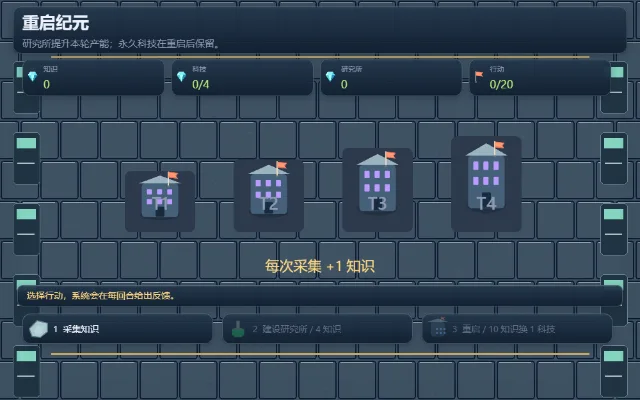 重启纪元
研究所提升本轮产能；永久科技在重启后保留。
知识
0
科技
0/4
研究所
0
行动
0/20
T1
T2
T3
T4
每次采集 +1 知识
选择行动，系统会在每回合给出反馈。
1 采集知识
2 建设研究所 / 4 知识
3 重启 / 10 知识换 1 科技